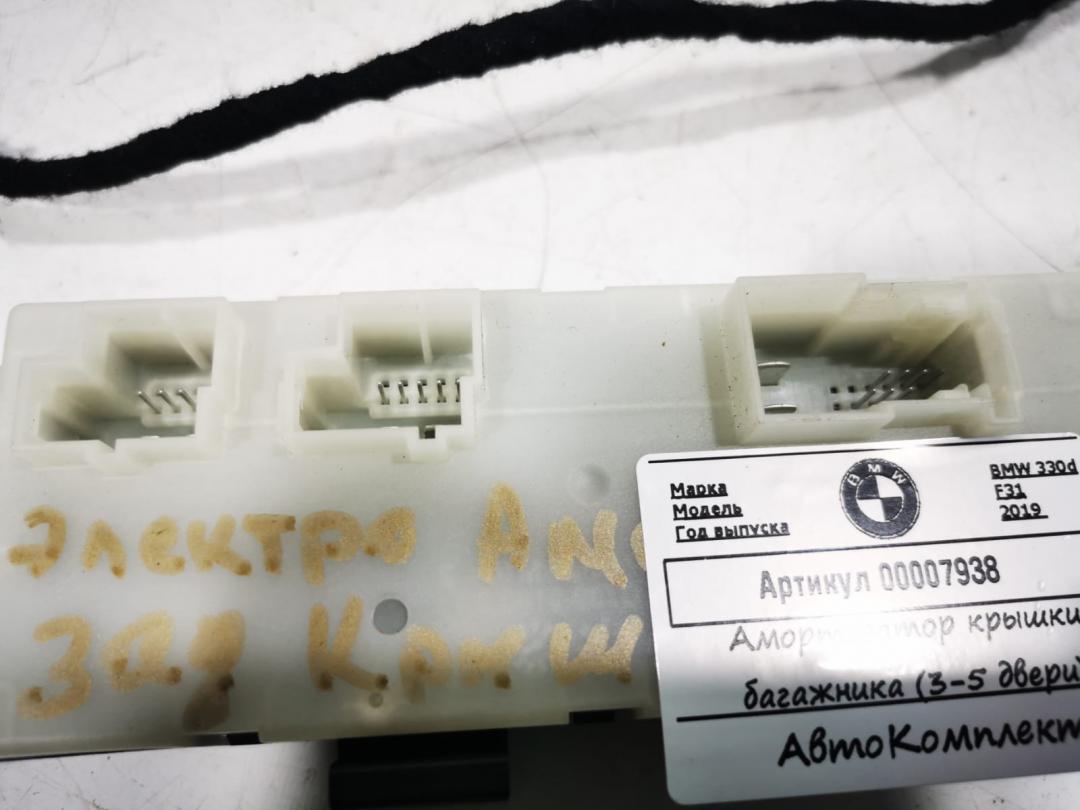 электро
зад Крыш
Марка BMW 330d
Модель F31
Год выпуска 2019
BMW
Артикул 00007938
крышки
багажника (3-5 двери
АвтоКомплект